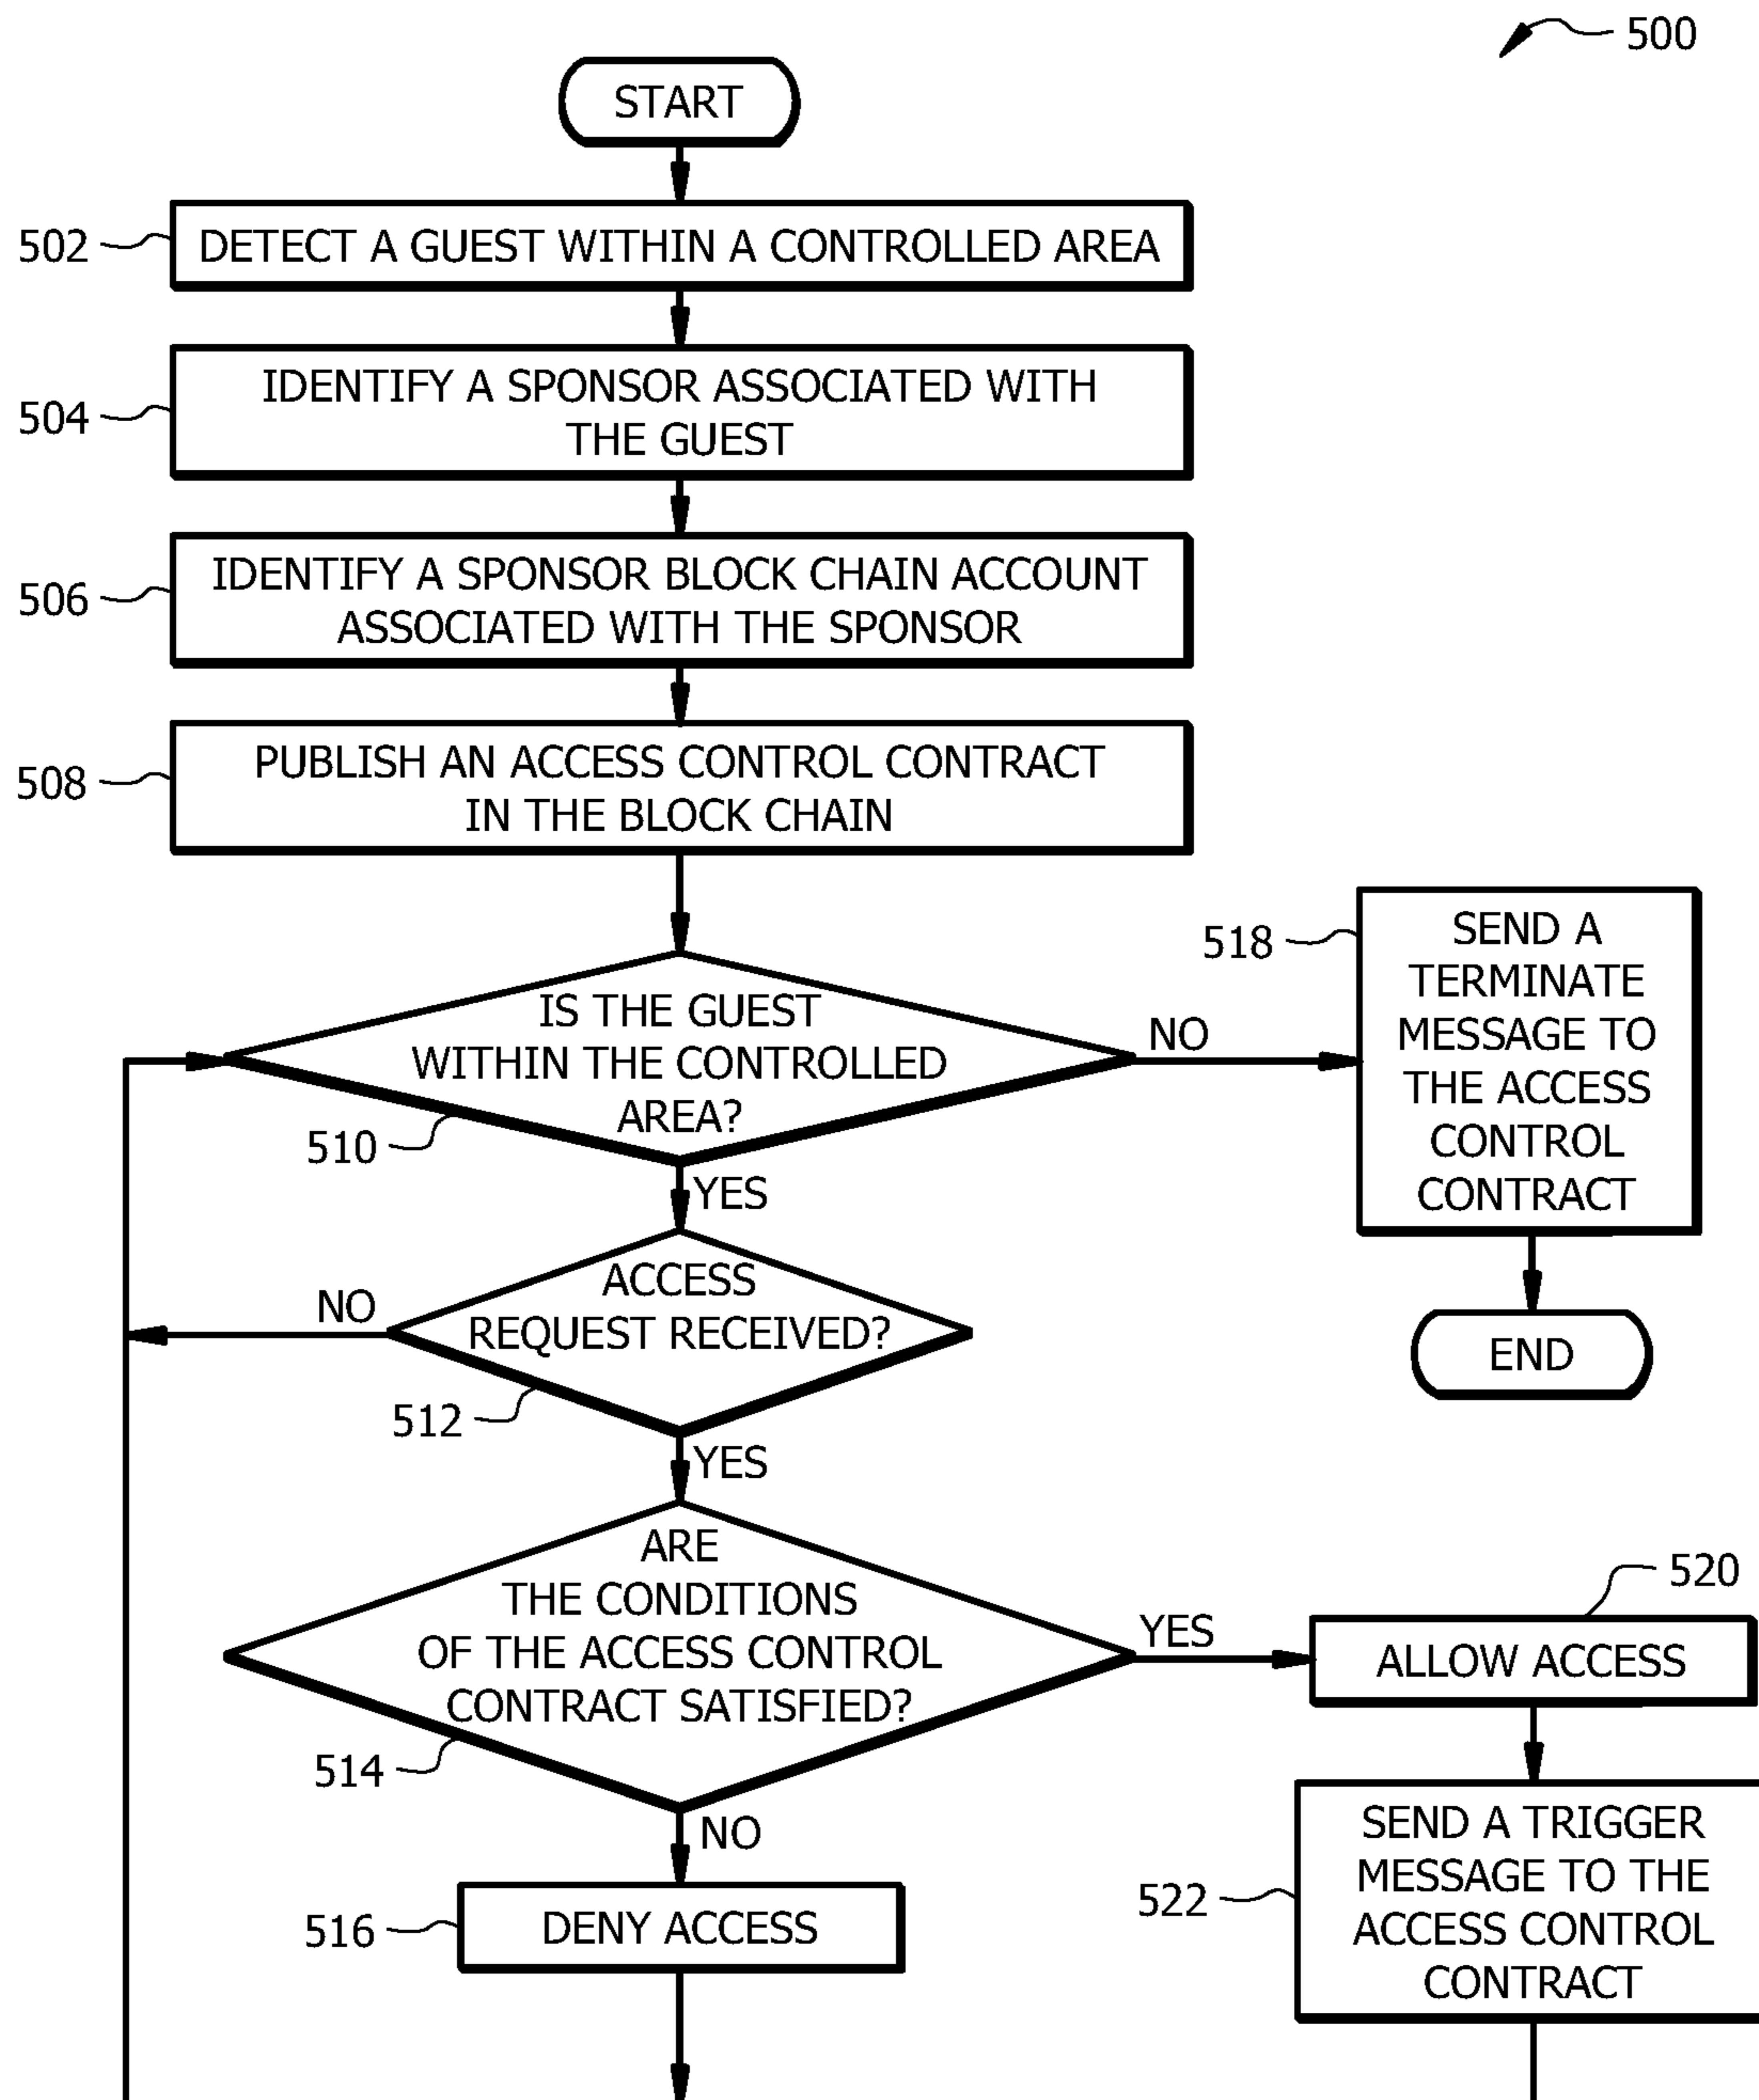 500
START
502
DETECT A GUEST WITHIN A CONTROLLED AREA
504
IDENTIFY A SPONSOR ASSOCIATED WITH
THE GUEST
506
IDENTIFY A SPONSOR BLOCK CHAIN ACCOUNT
ASSOCIATED WITH THE SPONSOR
508
PUBLISH AN ACCESS CONTROL CONTRACT
IN THE BLOCK CHAIN
510
IS THE GUEST
WITHIN THE CONTROLLED
AREA?
NO
518
SEND A
TERMINATE
MESSAGE TO
THE ACCESS
CONTROL
CONTRACT
END
YES
512
ACCESS
REQUEST RECEIVED?
NO
YES
514
ARE
THE CONDITIONS
OF THE ACCESS CONTROL
CONTRACT SATISFIED?
YES
520
ALLOW ACCESS
522
SEND A TRIGGER
MESSAGE TO THE
ACCESS CONTROL
CONTRACT
NO
516
DENY ACCESS